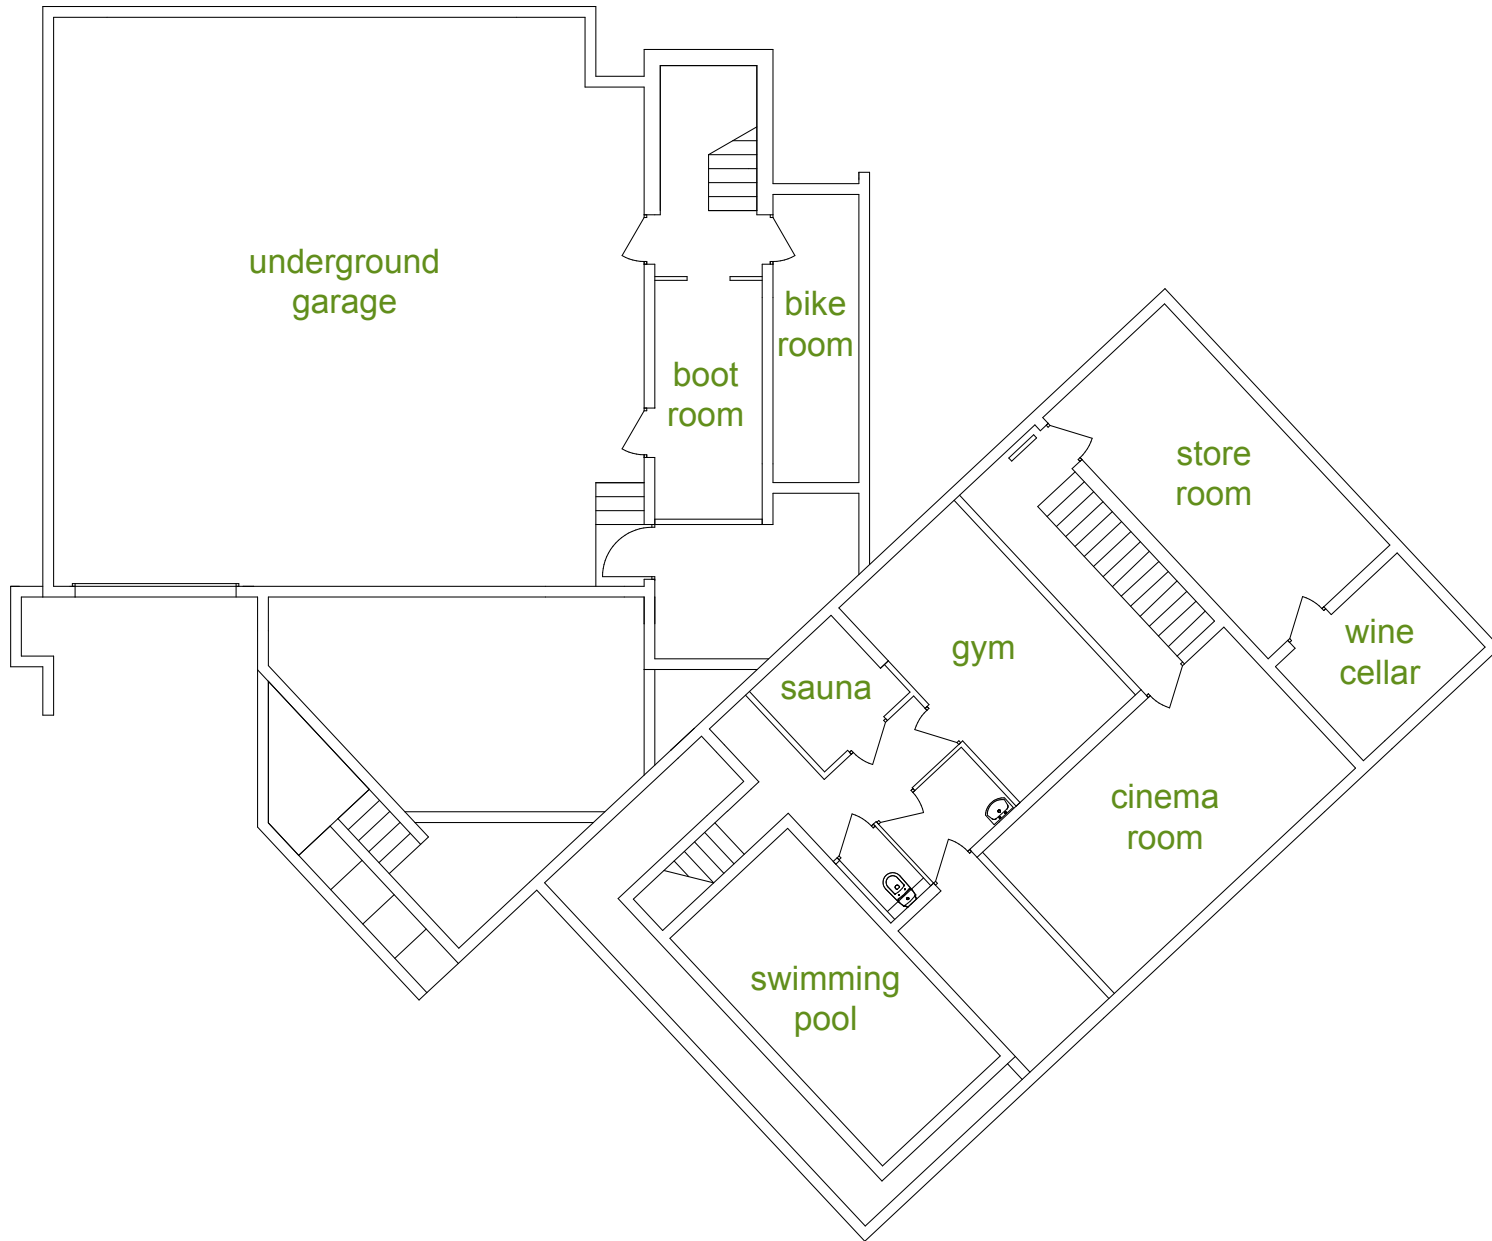 underground
garage
bike
room
boot
room
store
room
gym
wine
cellar
sauna
cinema
room
swimming
pool